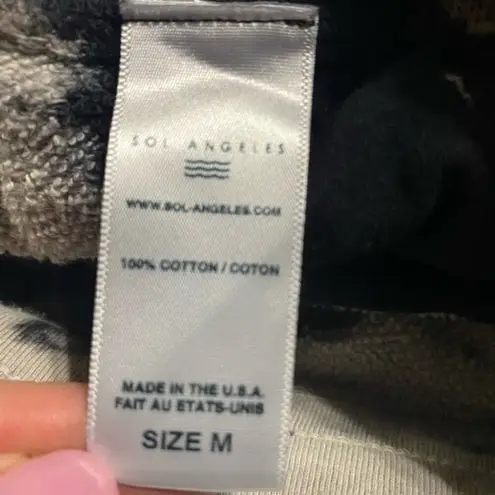 SOL ANGELES
WWW.SOL-ANGELES.COM
100% COTTON / COTON
MADE IN THE U.S.A.
FAIT AU ETATS-UNIS
SIZE M